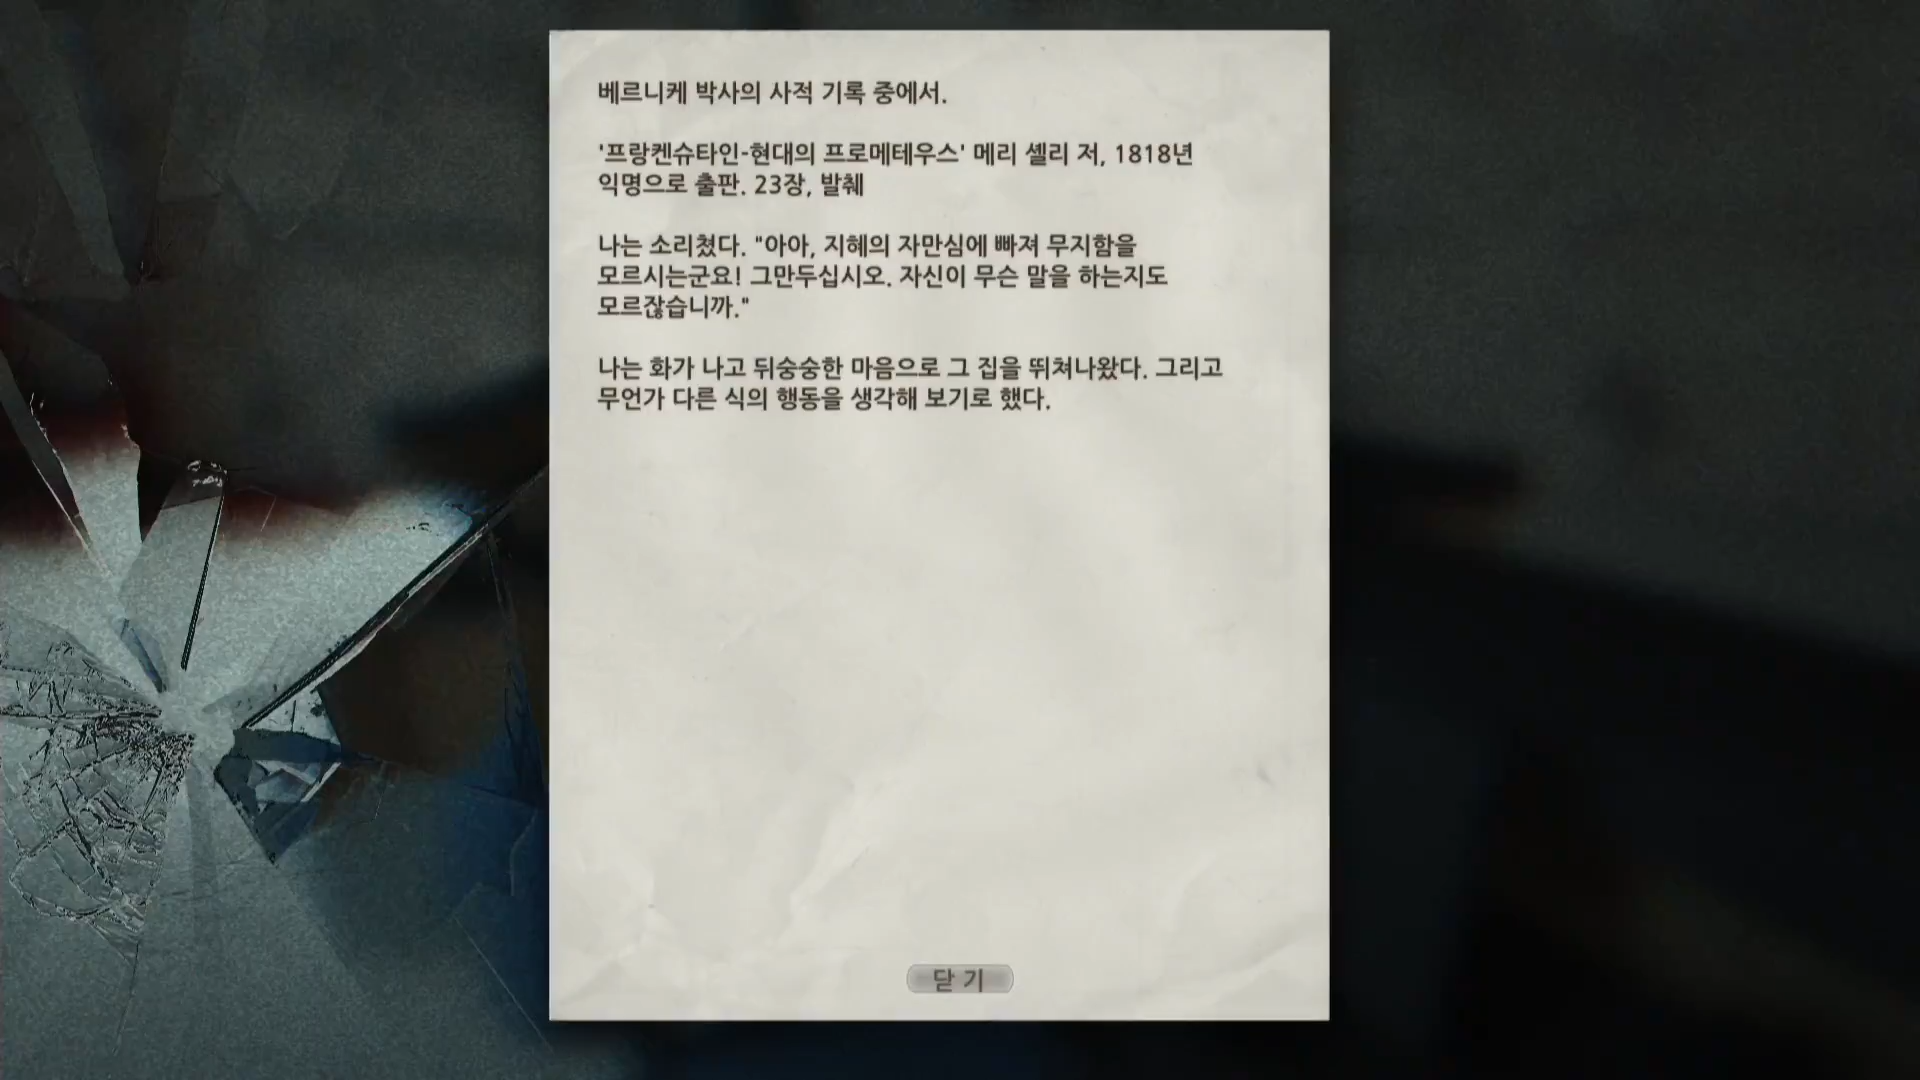 베르니케 박사의 사적 기록 중에서.
'프랑켄슈타인-현대의 프로메테우스' 메리 셸리 저, 1818년
익명으로 출판. 23장, 발췌
나는 소리쳤다. "아아, 지혜의 자만심에 빠져 무지함을
모르시는군요! 그만두십시오. 자신이 무슨 말을 하는지도
모르잖습니까."
나는 화가 나고 뒤숭숭한 마음으로 그 집을 뛰쳐나왔다. 그리고
무언가 다른 식의 행동을 생각해 보기로 했다.
닫 기